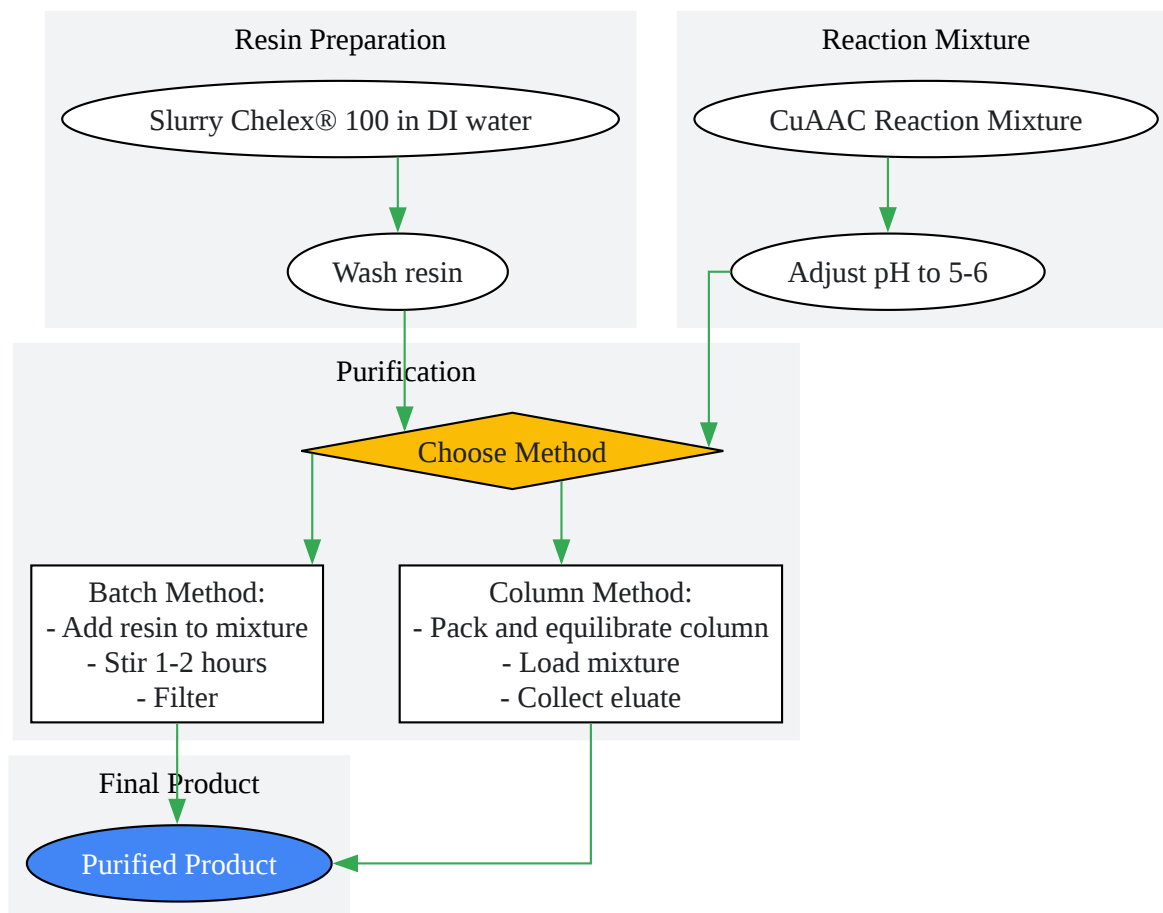 Resin Preparation
Slurry Chelex® 100 in DI water
Wash resin
Reaction Mixture
CuAAC Reaction Mixture
Adjust pH to 5-6
Purification
Choose Method
Batch Method:
- Add resin to mixture
- Stir 1-2 hours
- Filter
Column Method:
- Pack and equilibrate column
- Load mixture
- Collect eluate
Final Product
Purified Product